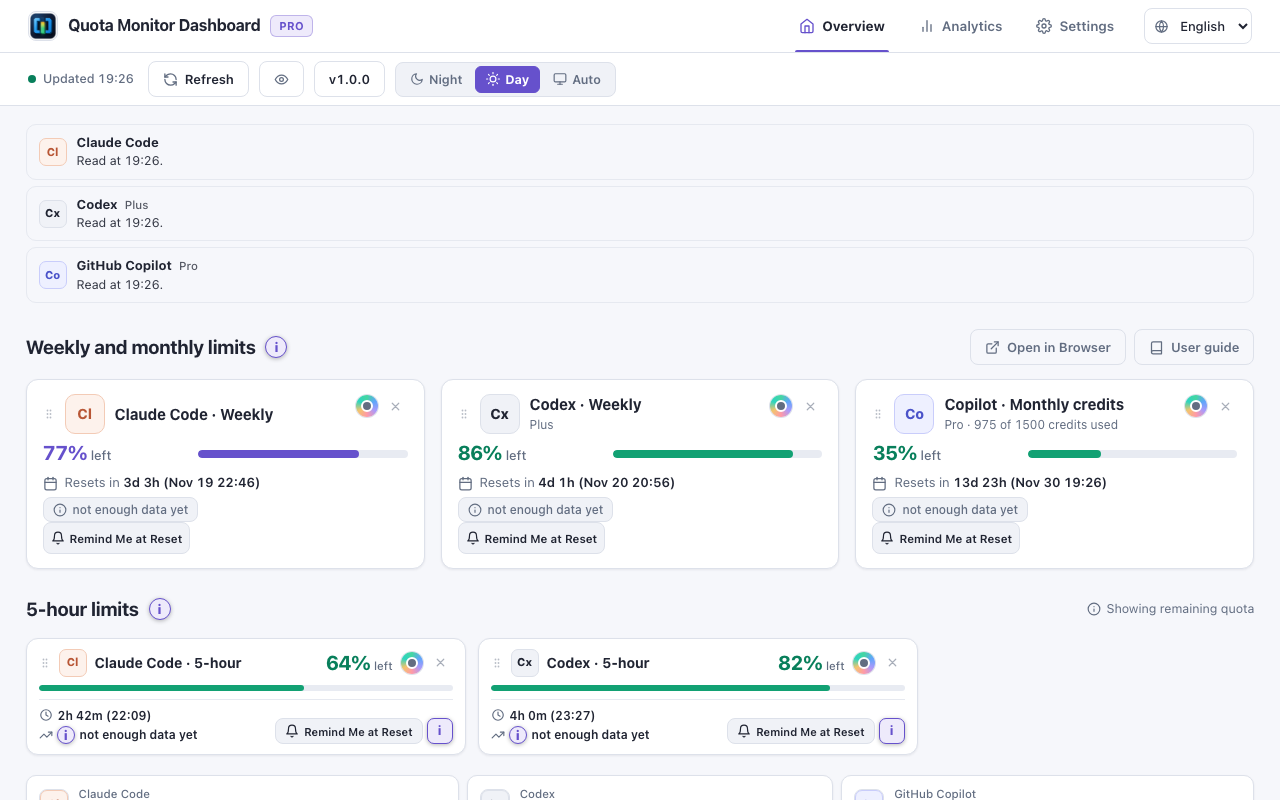 Quota Monitor Dashboard PRO
Overview Analytics Settings English
Updated 19:26 Refresh v1.0.0 Night Day Auto
Cl Claude Code
Read at 19:26.
Cx Codex Plus
Read at 19:26.
Co GitHub Copilot Pro
Read at 19:26.
Weekly and monthly limits i
Open in Browser User guide
Cl Claude Code · Weekly
77% left
Resets in 3d 3h (Nov 19 22:46)
not enough data yet
Remind Me at Reset
Cx Codex · Weekly
Plus
86% left
Resets in 4d 1h (Nov 20 20:56)
not enough data yet
Remind Me at Reset
Co Copilot · Monthly credits
Pro · 975 of 1500 credits used
35% left
Resets in 13d 23h (Nov 30 19:26)
not enough data yet
Remind Me at Reset
5-hour limits i
Showing remaining quota
Cl Claude Code · 5-hour 64% left
2h 42m (22:09)
i not enough data yet
Remind Me at Reset i
Cx Codex · 5-hour 82% left
4h 0m (23:27)
i not enough data yet
Remind Me at Reset i
Claude Code
Codex
GitHub Copilot